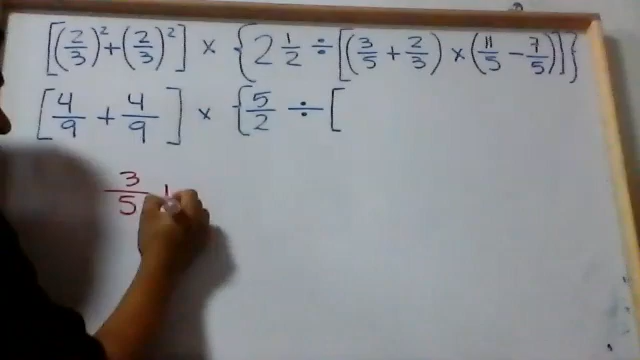 [(2/3)² + (2/3)²] × {2 1/2 ÷ [(3/5 + 2/3) × (11/5 − 7/5)]}
[4/9 + 4/9] × {5/2 ÷ [
3/5